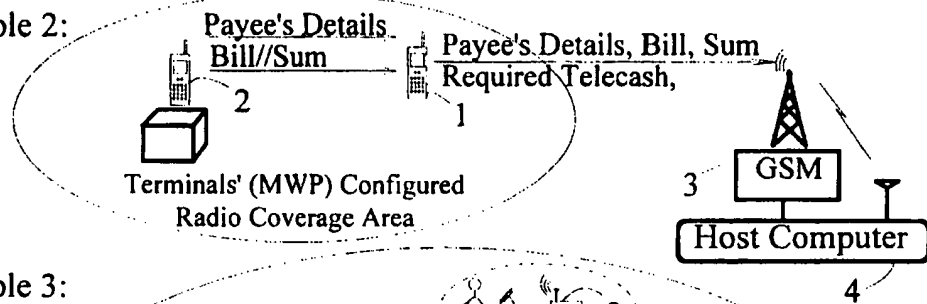 ple 2:
Payee's Details
Bill//Sum
Payee's Details, Bill, Sum
Required Telecash,
2
1
Terminals' (MWP) Configured
Radio Coverage Area
3
GSM
Host Computer
4
ple 3: